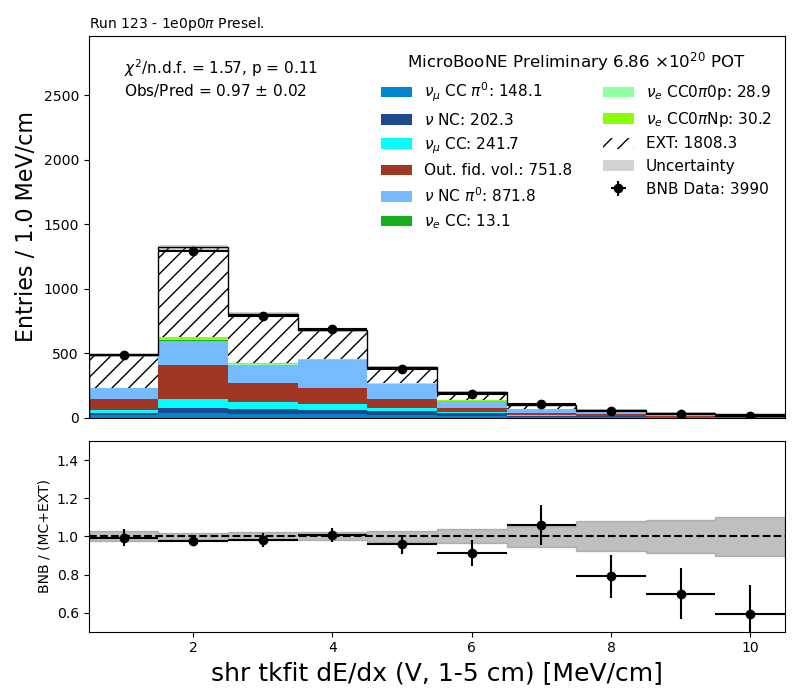 Run 123 - 1e0p0π Presel.
χ²/n.d.f. = 1.57, p = 0.11
Obs/Pred = 0.97 ± 0.02
MicroBooNE Preliminary 6.86 ×10²⁰ POT
ν_μ CC π⁰: 148.1
ν NC: 202.3
ν_μ CC: 241.7
Out. fid. vol.: 751.8
ν NC π⁰: 871.8
ν_e CC: 13.1
ν_e CC0π0p: 28.9
ν_e CC0πNp: 30.2
EXT: 1808.3
Uncertainty
BNB Data: 3990
Entries / 1.0 MeV/cm
2500
2000
1500
1000
500
0
BNB / (MC+EXT)
1.4
1.2
1.0
0.8
0.6
2 4 6 8 10
shr tkfit dE/dx (V, 1-5 cm) [MeV/cm]